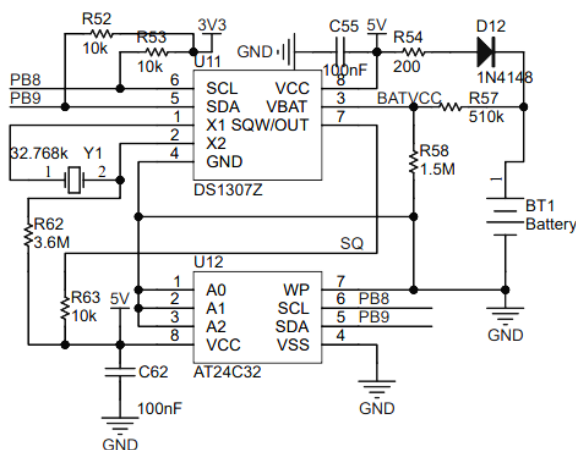 R52
10k
R53
10k
3V3
C55
100nF
GND
5V
R54
200
D12
1N4148
PB8
PB9
U11
6 SCL VCC 8
5 SDA VBAT 3
1 X1 SQW/OUT 7
2 X2
4 GND
DS1307Z
BATVCC
R57
510k
32.768k
Y1
1 2
R58
1.5M
1
BT1
Battery
R62
3.6M
SQ
R63
10k
5V
U12
1 A0 WP 7
2 A1 SCL 6 PB8
3 A2 SDA 5 PB9
8 VCC VSS 4
AT24C32
C62
100nF
GND
GND
GND